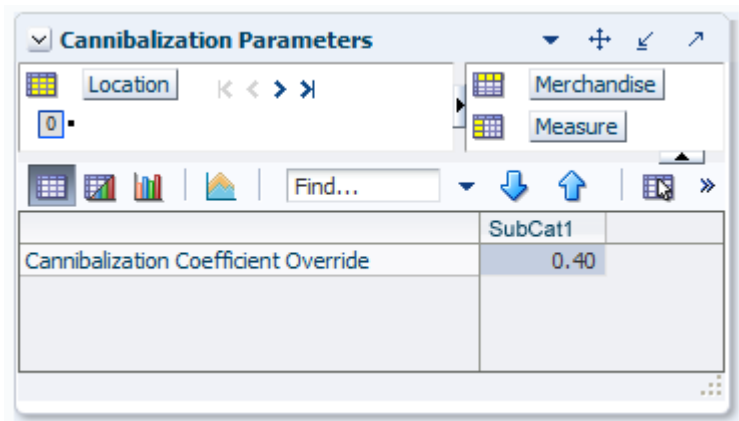 Cannibalization Parameters
Location
Merchandise
0
Measure
Find...
SubCat1
Cannibalization Coefficient Override 0.40